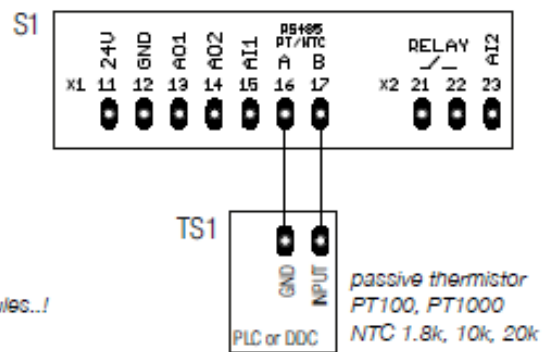 S1
24V GND AO1 AO2 AI1 RS485 PT/NTC A B RELAY AI2
X1 11 12 13 14 15 16 17 X2 21 22 23
TS1
GND INPUT
PLC or DDC
passive thermistor
PT100, PT1000
NTC 1.8k, 10k, 20k